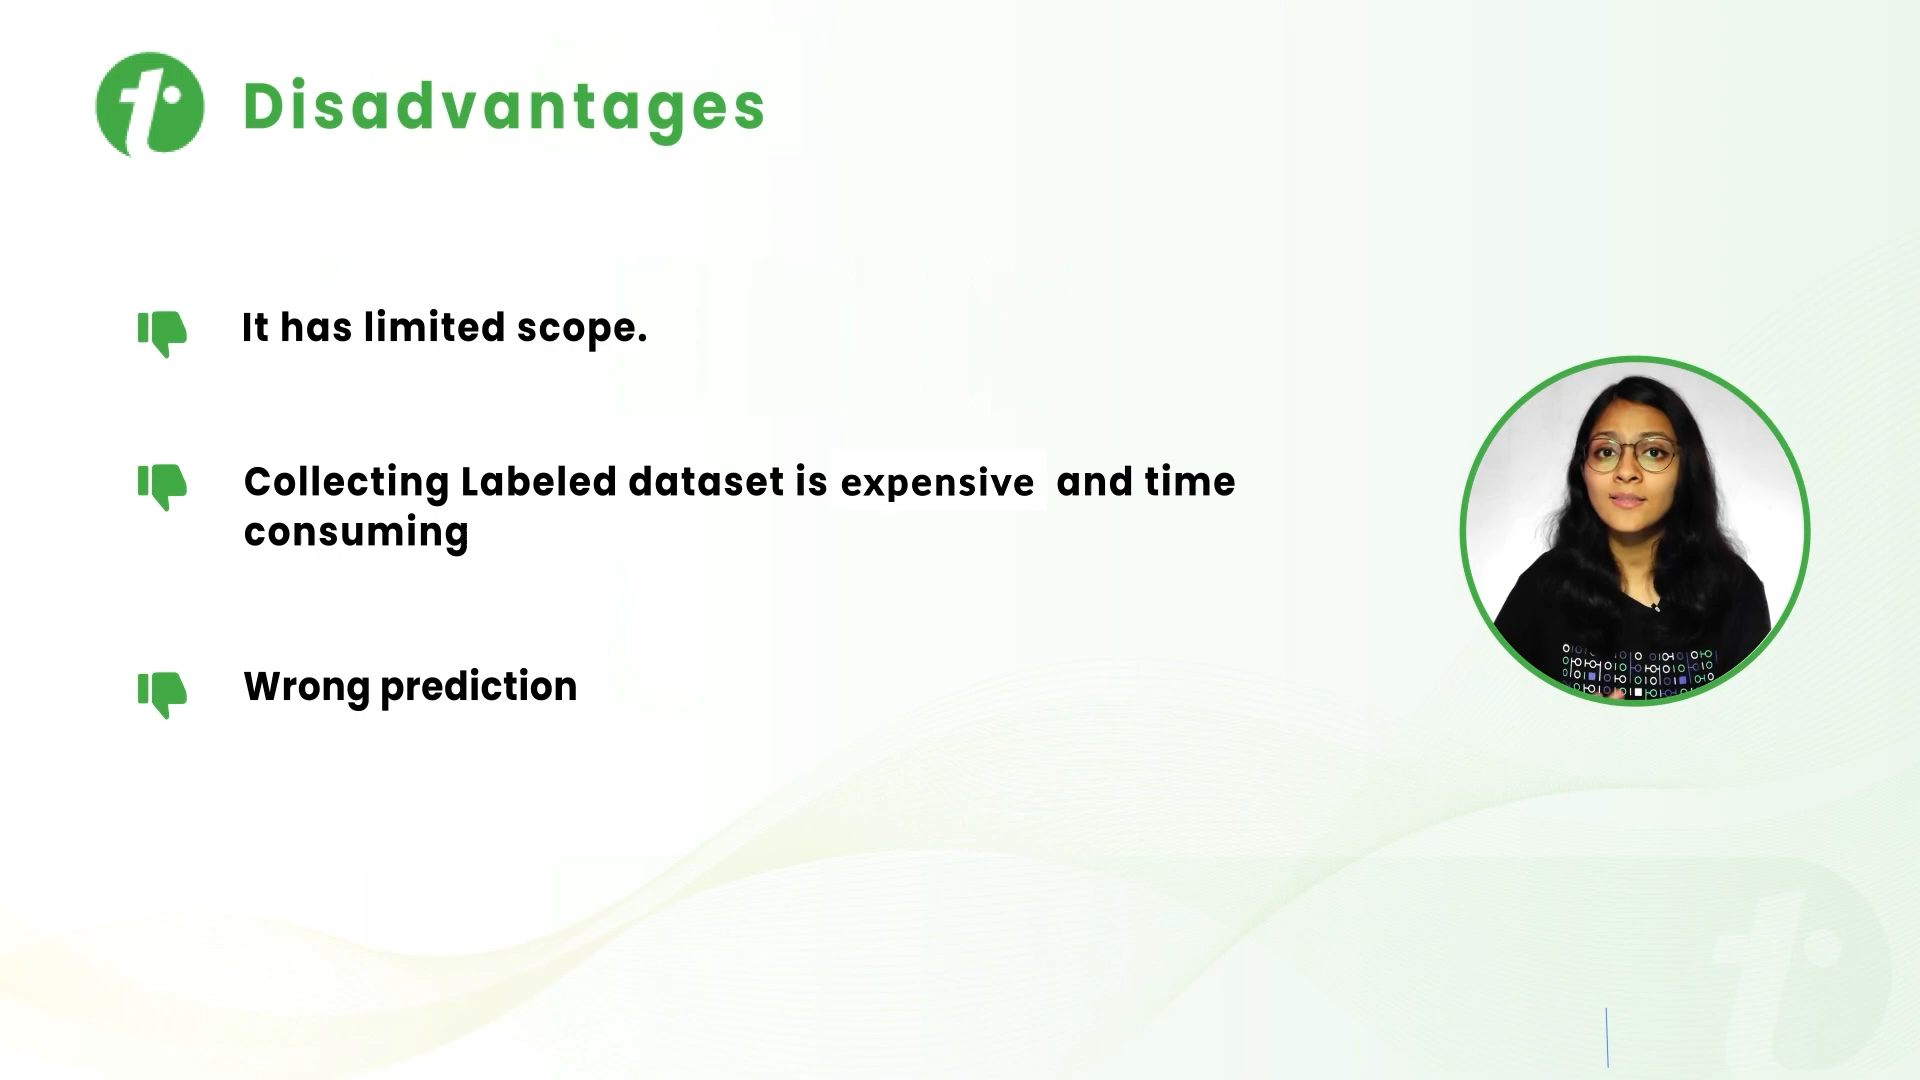 Disadvantages
It has limited scope.
Collecting Labeled dataset is expensive and time
consuming
Wrong prediction